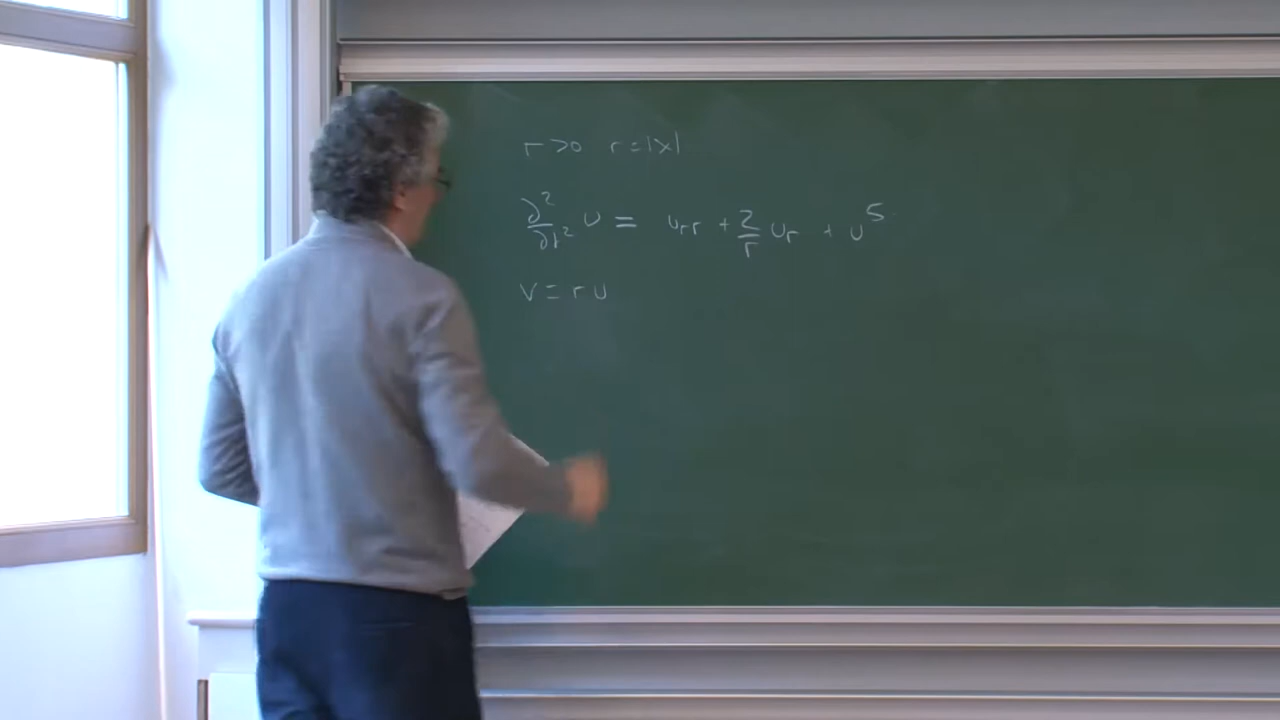 r>0 r=|x|
∂²/∂t² u = u_rr + 2/r u_r + u⁵
v = r u